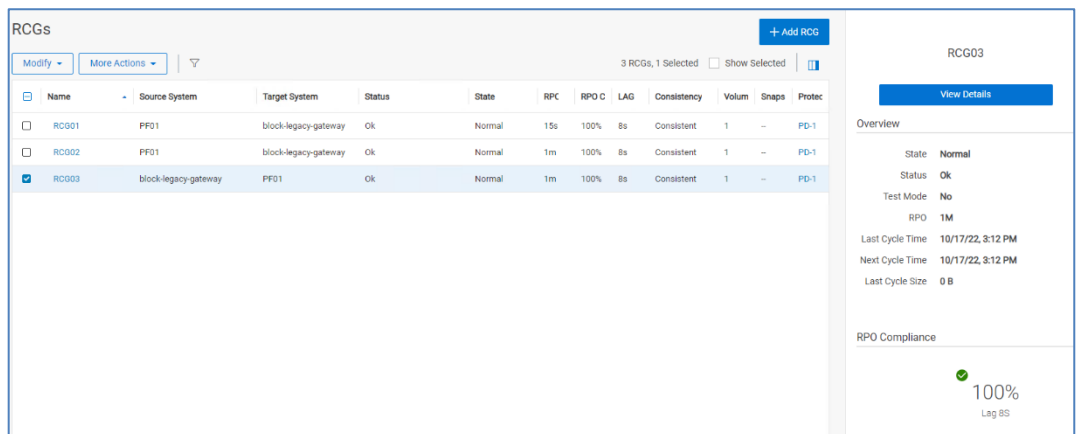 RCGs
+ Add RCG
Modify
More Actions
3 RCGs, 1 Selected
Show Selected
Name Source System Target System Status State RPC RPO C LAG Consistency Volum Snaps Protec
RCG01 PF01 block-legacy-gateway Ok Normal 15s 100% 8s Consistent 1 -- PD-1
RCG02 PF01 block-legacy-gateway Ok Normal 1m 100% 8s Consistent 1 -- PD-1
RCG03 block-legacy-gateway PF01 Ok Normal 1m 100% 8s Consistent 1 -- PD-1
RCG03
View Details
Overview
State Normal
Status Ok
Test Mode No
RPO 1M
Last Cycle Time 10/17/22, 3:12 PM
Next Cycle Time 10/17/22, 3:12 PM
Last Cycle Size 0 B
RPO Compliance
100%
Lag 8S